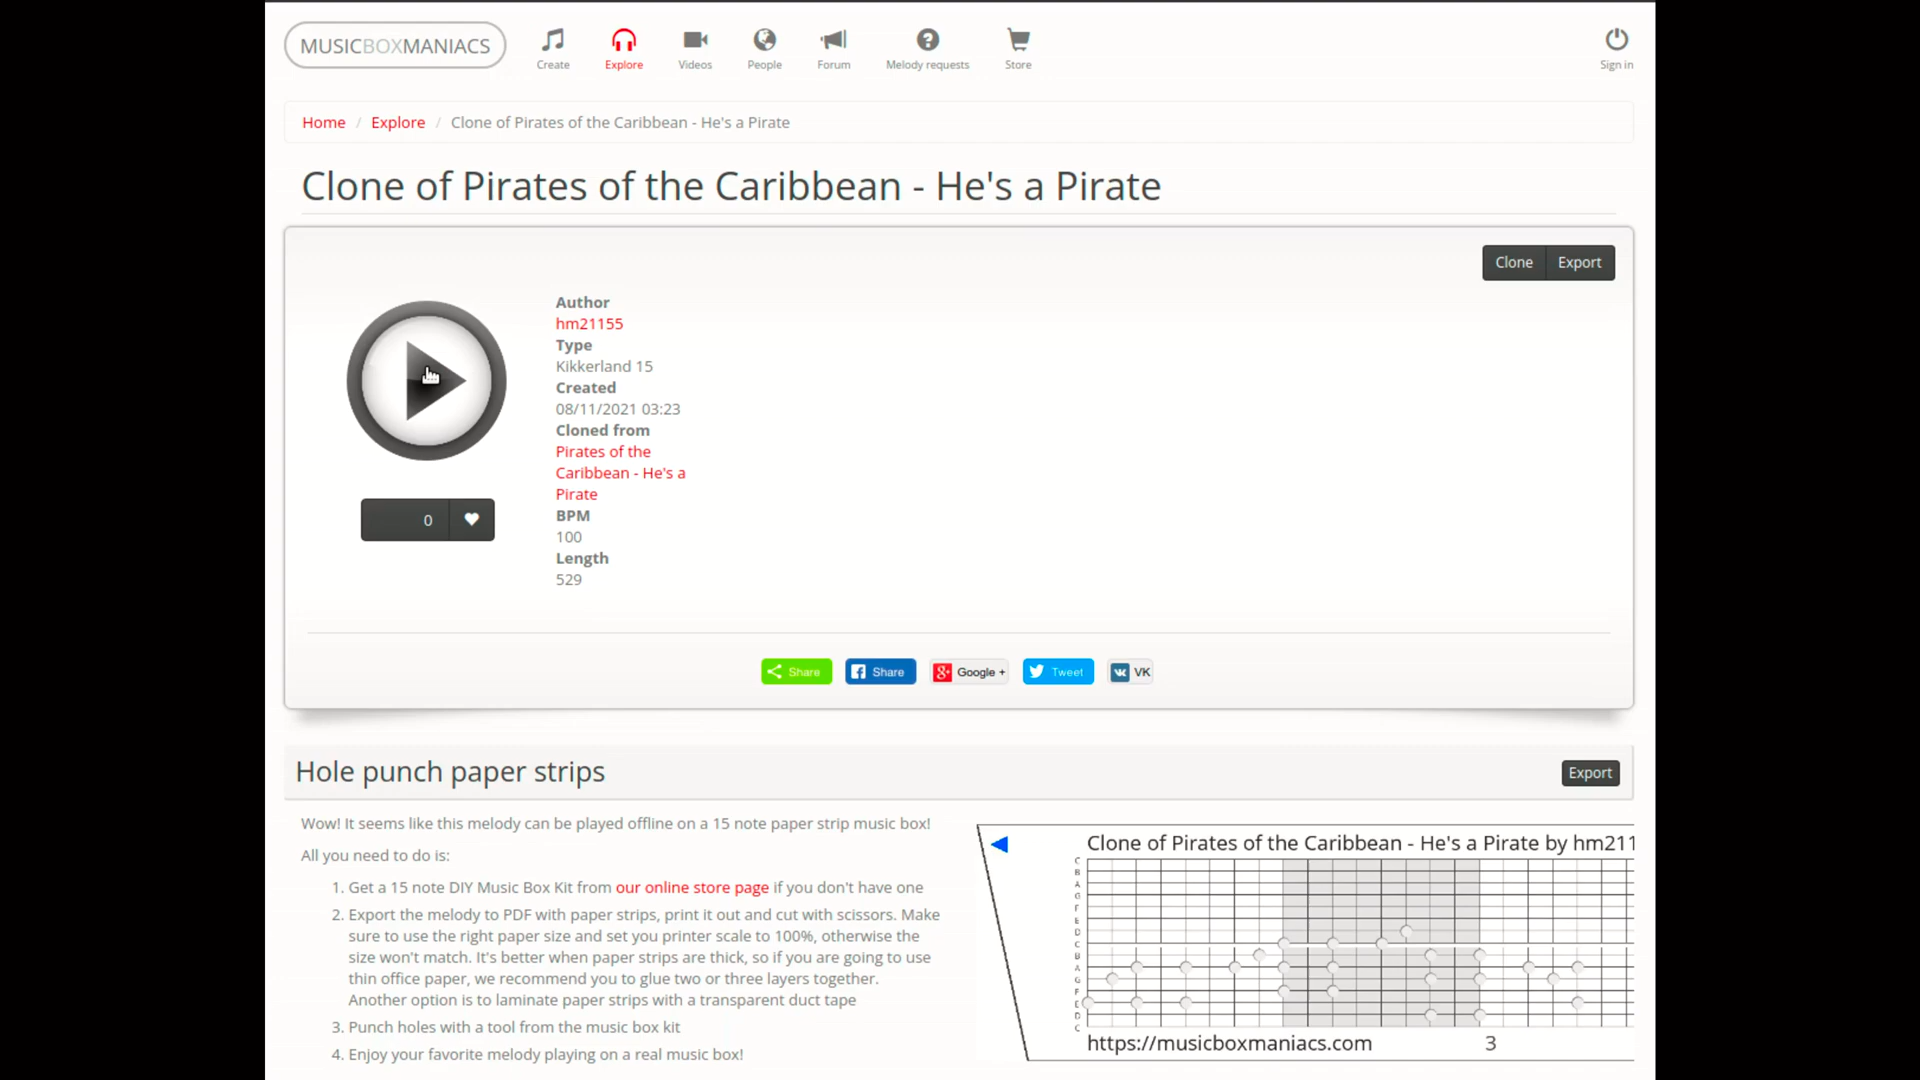 MUSICBOXMANIACS
Create
Explore
Videos
People
Forum
Melody requests
Store
Sign in
Home / Explore / Clone of Pirates of the Caribbean - He's a Pirate
Clone of Pirates of the Caribbean - He's a Pirate
Clone
Export
Author
hm21155
Type
Kikkerland 15
Created
08/11/2021 03:23
Cloned from
Pirates of the
Caribbean - He's a
Pirate
BPM
100
Length
529
0
Share
Share
Google +
Tweet
VK
Hole punch paper strips
Export
Wow! It seems like this melody can be played offline on a 15 note paper strip music box!
All you need to do is:
1. Get a 15 note DIY Music Box Kit from our online store page if you don't have one
2. Export the melody to PDF with paper strips, print it out and cut with scissors. Make
sure to use the right paper size and set you printer scale to 100%, otherwise the
size won't match. It's better when paper strips are thick, so if you are going to use
thin office paper, we recommend you to glue two or three layers together.
Another option is to laminate paper strips with a transparent duct tape
3. Punch holes with a tool from the music box kit
4. Enjoy your favorite melody playing on a real music box!
Clone of Pirates of the Caribbean - He's a Pirate by hm211
C
B
A
G
F
E
D
C
B
A
G
F
E
D
C
https://musicboxmaniacs.com
3